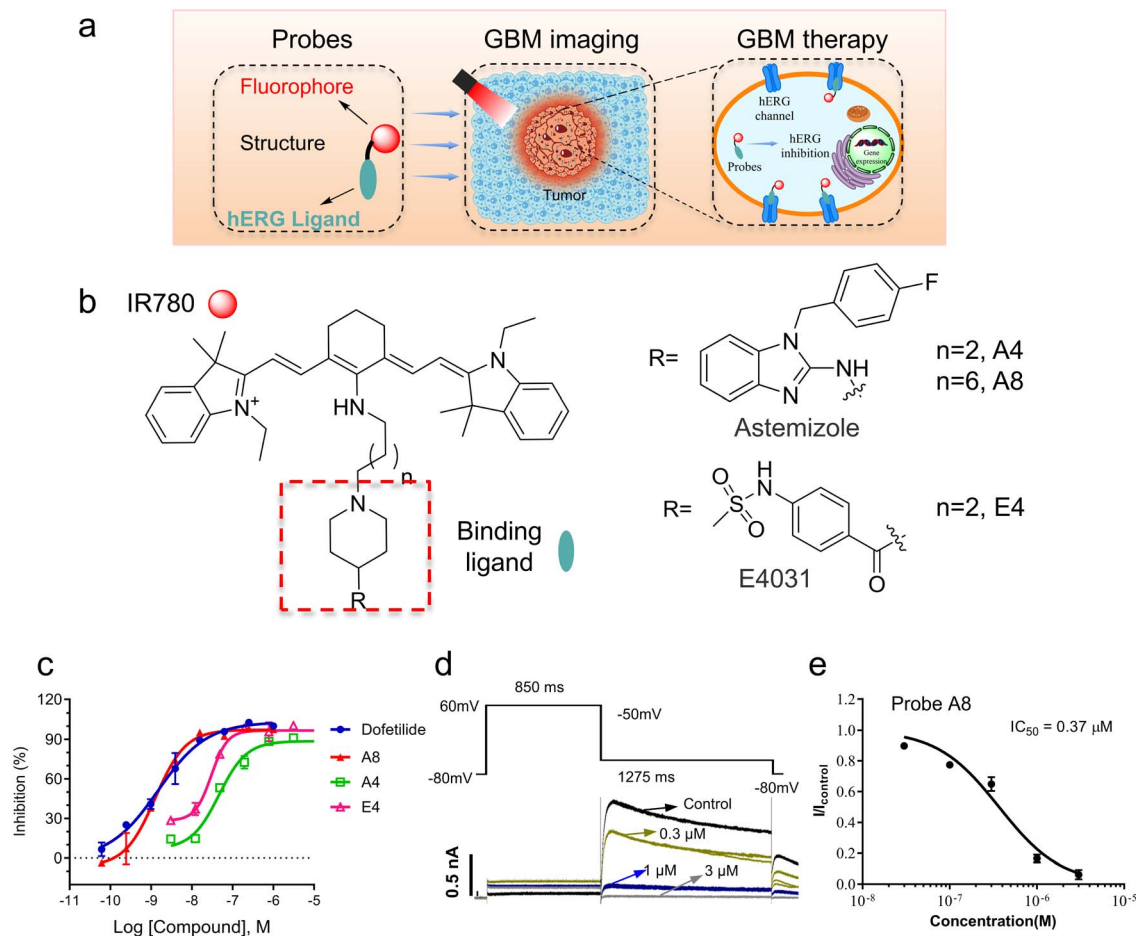 a
Probes
GBM imaging
GBM therapy
Fluorophore
Structure
hERG Ligand
Tumor
hERG
channel
hERG
inhibition
Probes
Gene
expression
b
IR780
N+
N
HN
n
N
R
Binding
ligand
R=
F
N
N
NH
Astemizole
n=2, A4
n=6, A8
R=
O
S
O
H
N
O
E4031
n=2, E4
c
Inhibition (%)
120
90
60
30
0
-11
-10
-9
-8
-7
-6
-5
Log [Compound], M
Dofetilide
A8
A4
E4
d
850 ms
60mV
-50mV
-80mV
1275 ms
-80mV
Control
0.3 µM
1 µM
3 µM
0.5 nA
e
Probe A8
IC50 = 0.37 µM
I/Icontrol
1.2
1.0
0.8
0.6
0.4
0.2
0.0
10-8
10-7
10-6
10-5
Concentration(M)